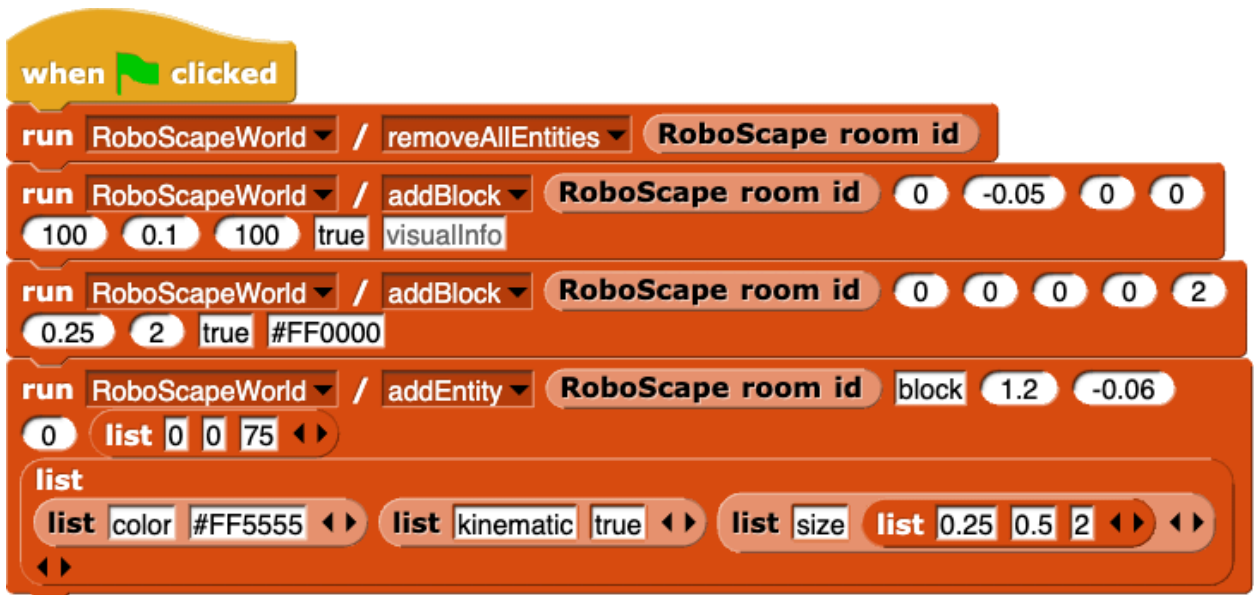 when clicked
run RoboScapeWorld / removeAllEntities RoboScape room id
run RoboScapeWorld / addBlock RoboScape room id 0 -0.05 0 0
100 0.1 100 true visualInfo
run RoboScapeWorld / addBlock RoboScape room id 0 0 0 0 2
0.25 2 true #FF0000
run RoboScapeWorld / addEntity RoboScape room id block 1.2 -0.06
0 list 0 0 75
list
list color #FF5555 list kinematic true list size list 0.25 0.5 2